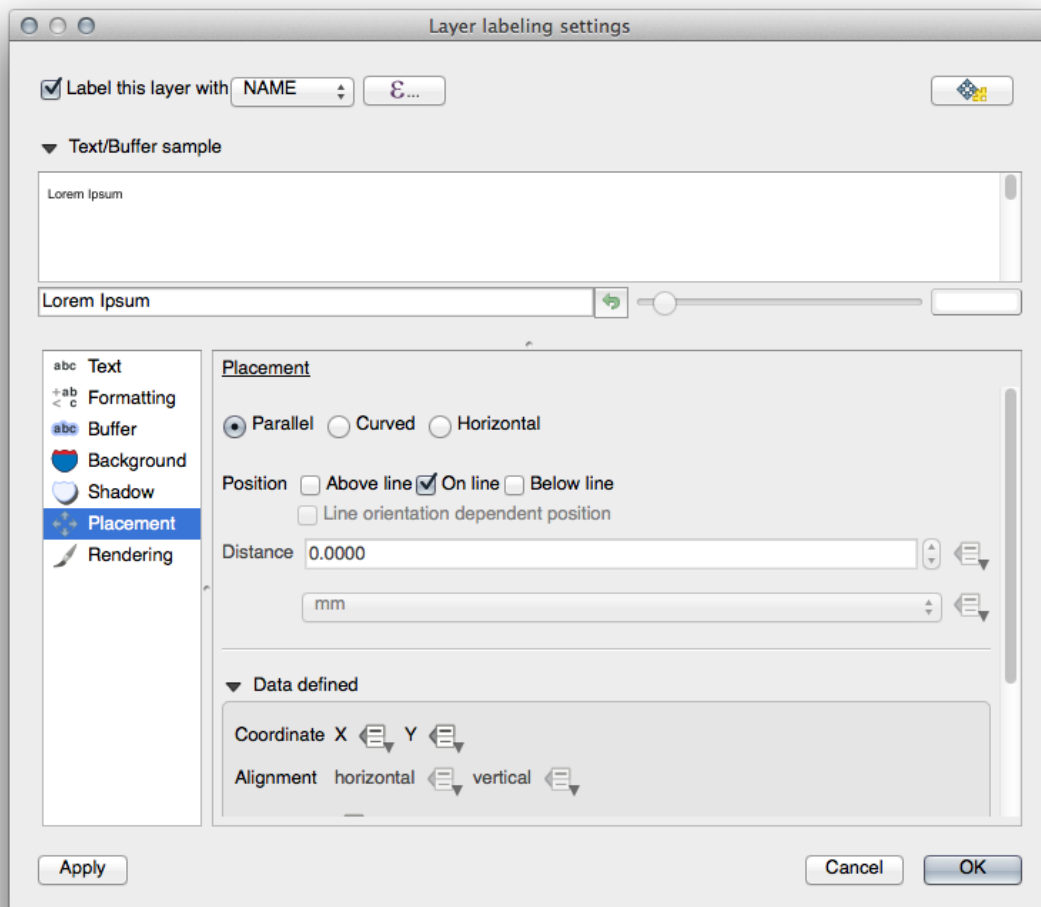 Layer labeling settings
Label this layer with NAME ε...
Text/Buffer sample
Lorem Ipsum
Lorem Ipsum
abc Text
+ab < c Formatting
abc Buffer
Background
Shadow
Placement
Rendering
Placement
Parallel Curved Horizontal
Position Above line On line Below line
Line orientation dependent position
Distance 0.0000
mm
Data defined
Coordinate X Y
Alignment horizontal vertical
Apply Cancel OK